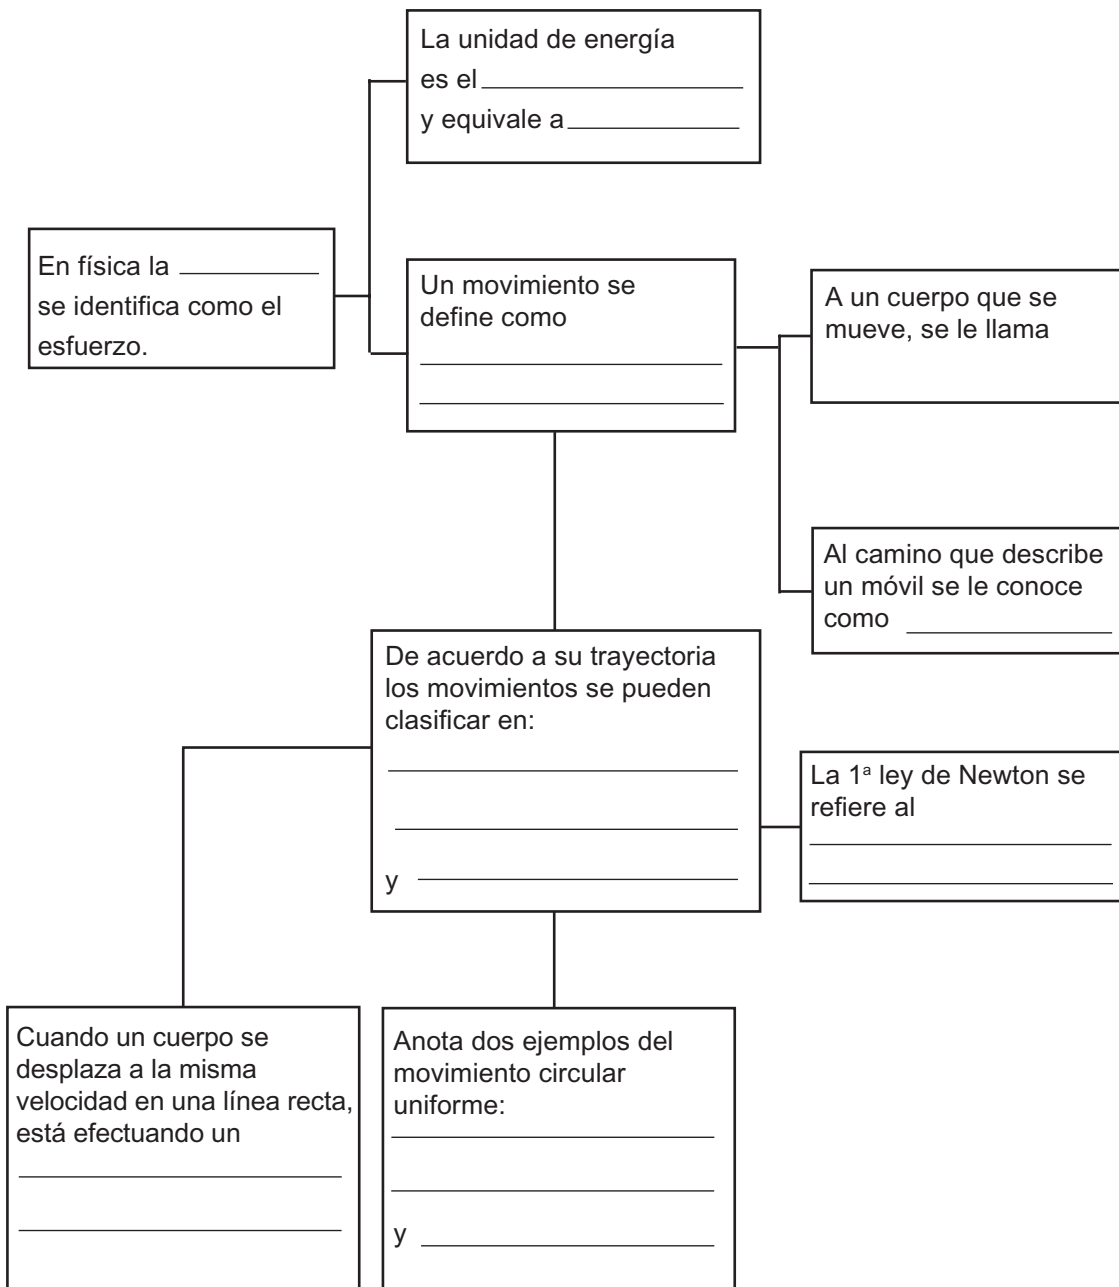 La unidad de energía
es el
y equivale a
En física la
se identifica como el
esfuerzo.
Un movimiento se
define como
A un cuerpo que se
mueve, se le llama
Al camino que describe
un móvil se le conoce
como
De acuerdo a su trayectoria
los movimientos se pueden
clasificar en:
y
La 1ª ley de Newton se
refiere al
Cuando un cuerpo se
desplaza a la misma
velocidad en una línea recta,
está efectuando un
Anota dos ejemplos del
movimiento circular
uniforme:
y